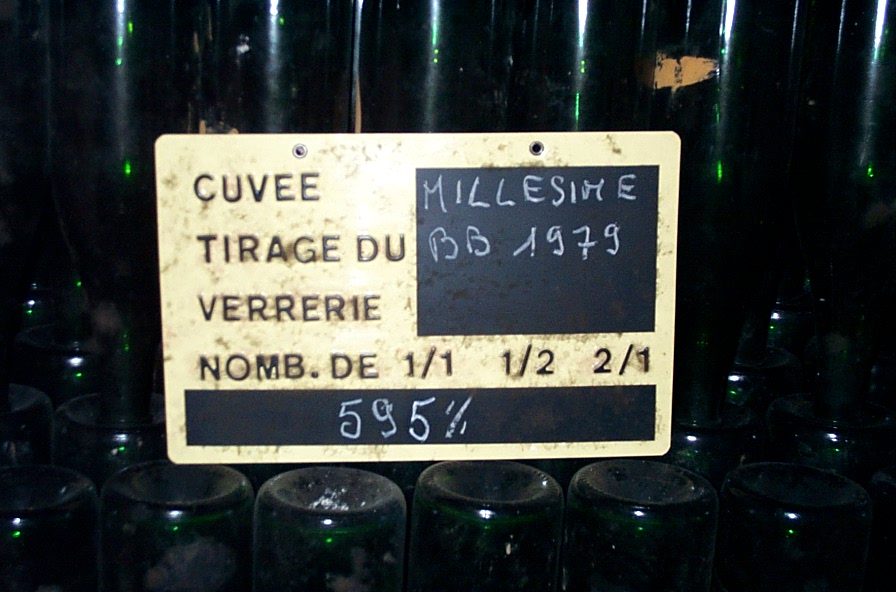 CUVEE MILLESIME
TIRAGE DU BB 1979
VERRERIE
NOMB. DE 1/1 1/2 2/1
595%